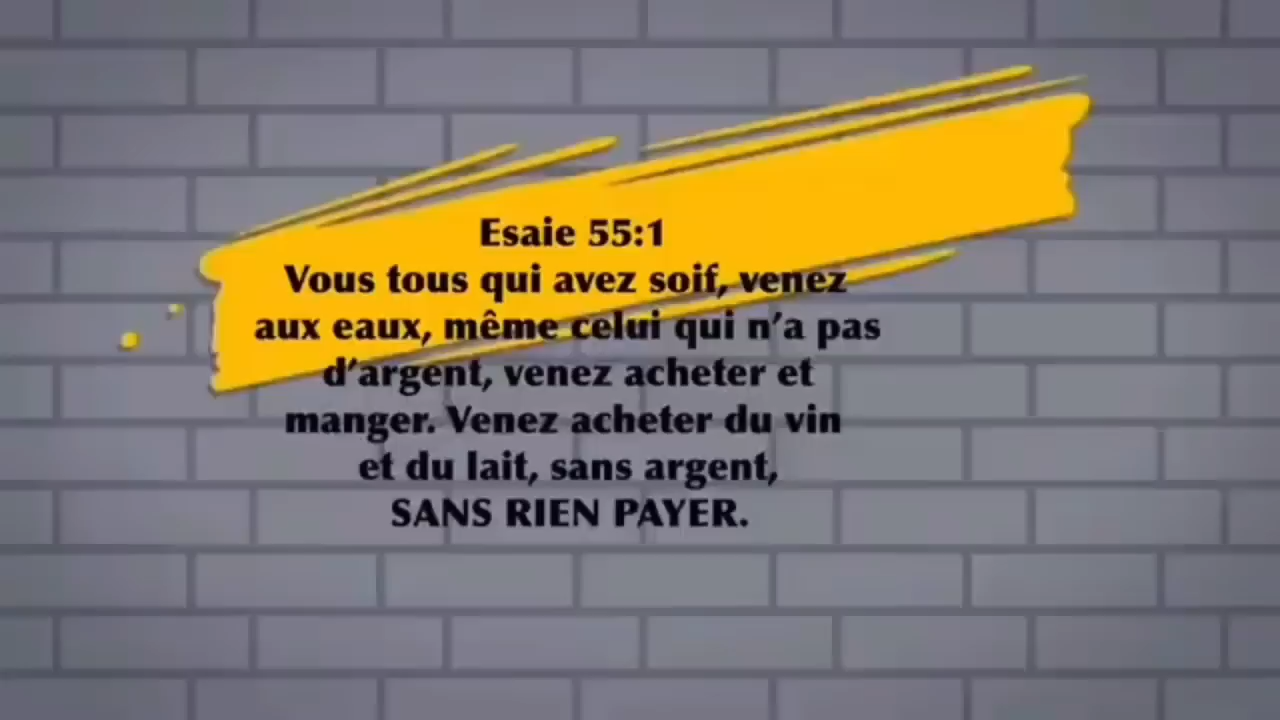 Esaie 55:1
Vous tous qui avez soif, venez
aux eaux, même celui qui n’a pas
d’argent, venez acheter et
manger. Venez acheter du vin
et du lait, sans argent,
SANS RIEN PAYER.